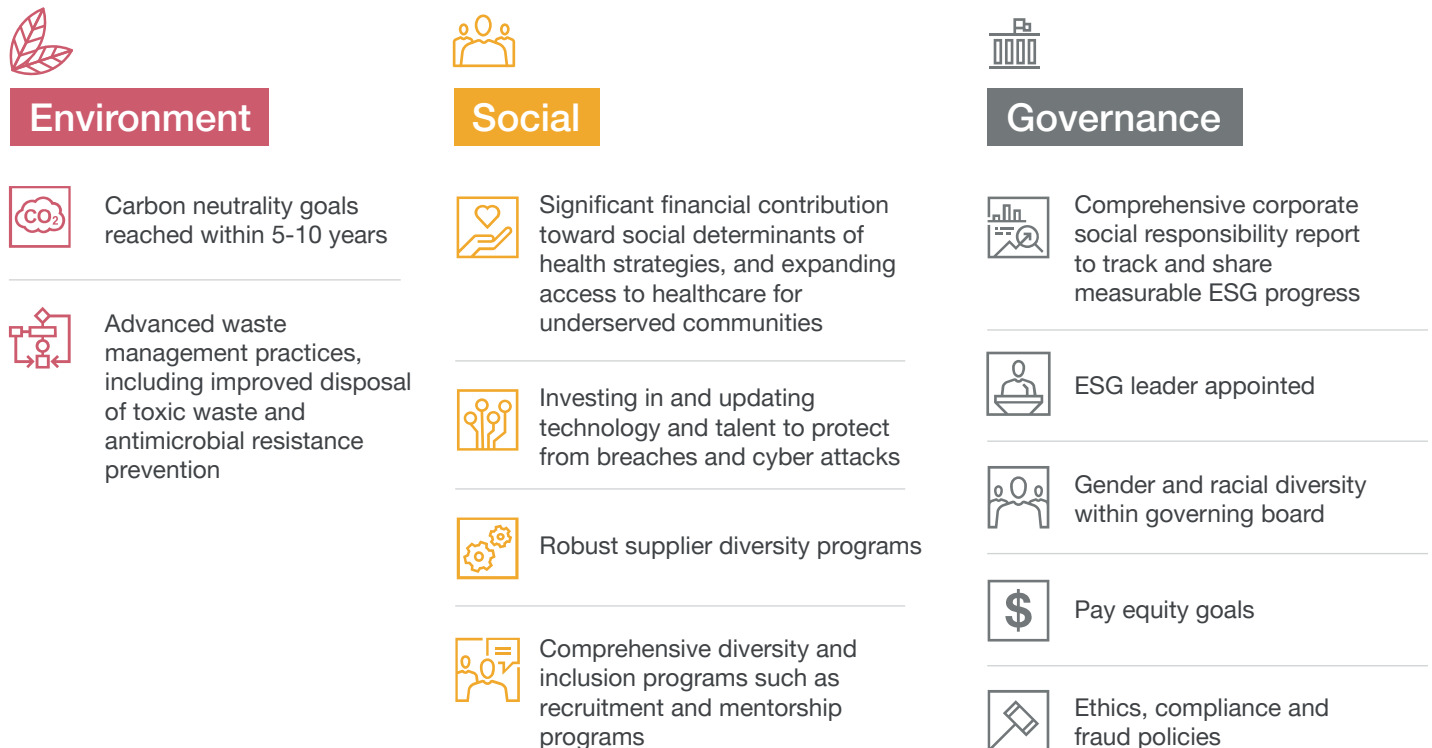 Environment
CO₂
Carbon neutrality goals
reached within 5-10 years
Advanced waste
management practices,
including improved disposal
of toxic waste and
antimicrobial resistance
prevention
Social
Significant financial contribution
toward social determinants of
health strategies, and expanding
access to healthcare for
underserved communities
Investing in and updating
technology and talent to protect
from breaches and cyber attacks
Robust supplier diversity programs
Comprehensive diversity and
inclusion programs such as
recruitment and mentorship
programs
Governance
Comprehensive corporate
social responsibility report
to track and share
measurable ESG progress
ESG leader appointed
Gender and racial diversity
within governing board
$
Pay equity goals
Ethics, compliance and
fraud policies